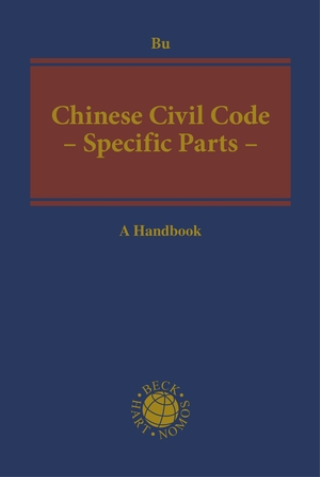 Bu
Chinese Civil Code
– Specific Parts –
A Handbook
BECK
HART
NOMOS